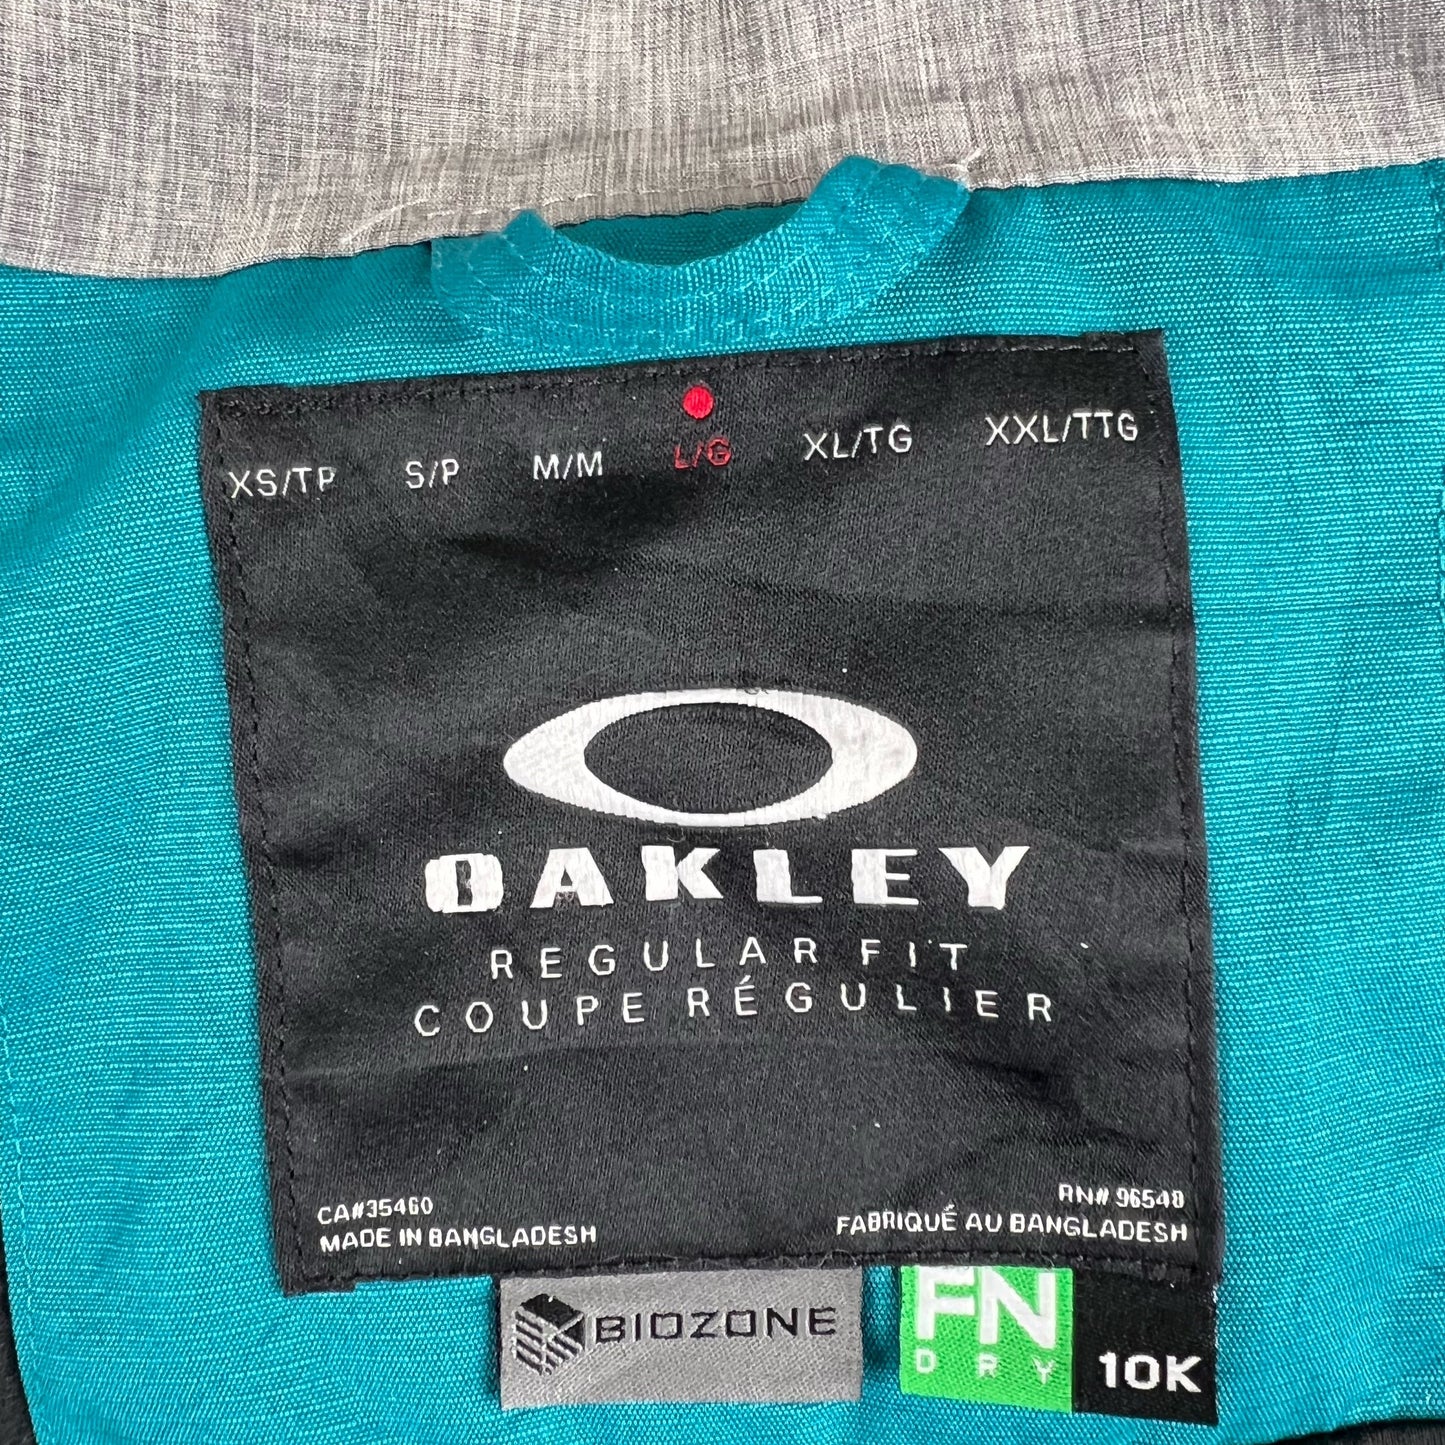 XS/TP S/P M/M L/G XL/TG XXL/TTG
OAKLEY
REGULAR FIT
COUPE RÉGULIER
CA#35460
MADE IN BANGLADESH
RN# 96548
FABRIQUÉ AU BANGLADESH
BIOZONE
FN
DRY
10K